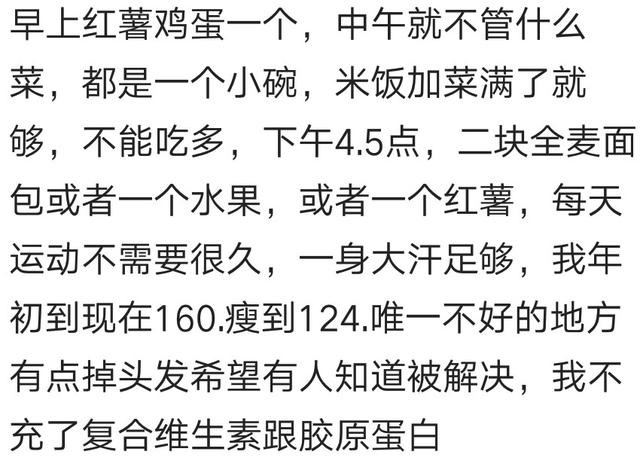 早上红薯鸡蛋一个，中午就不管什么
菜，都是一个小碗，米饭加菜满了就
够，不能吃多，下午4.5点，二块全麦面
包或者一个水果，或者一个红薯，每天
运动不需要很久，一身大汗足够，我年
初到现在160.瘦到124.唯一不好的地方
有点掉头发希望有人知道被解决，我不
充了复合维生素跟胶原蛋白